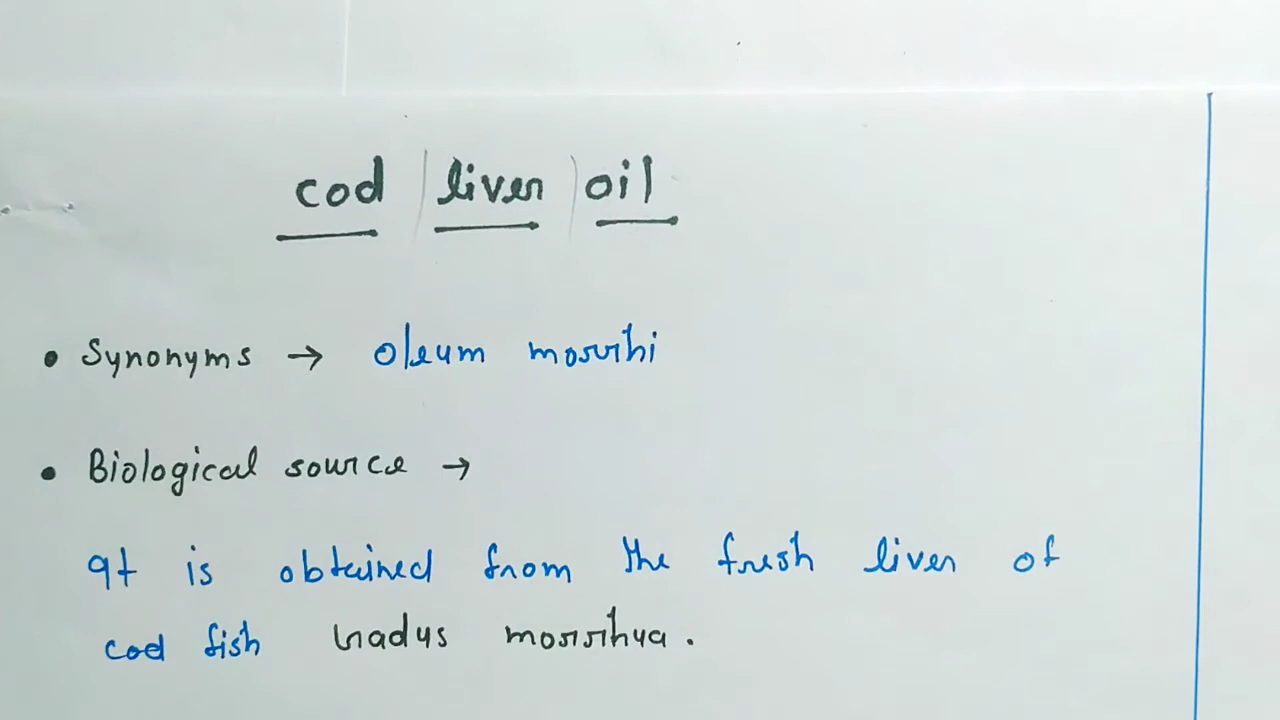 cod | liver | oil
• Synonyms → oleum morrhi
• Biological source →
It is obtained from the fresh liver of
cod fish Gadus morrhua.